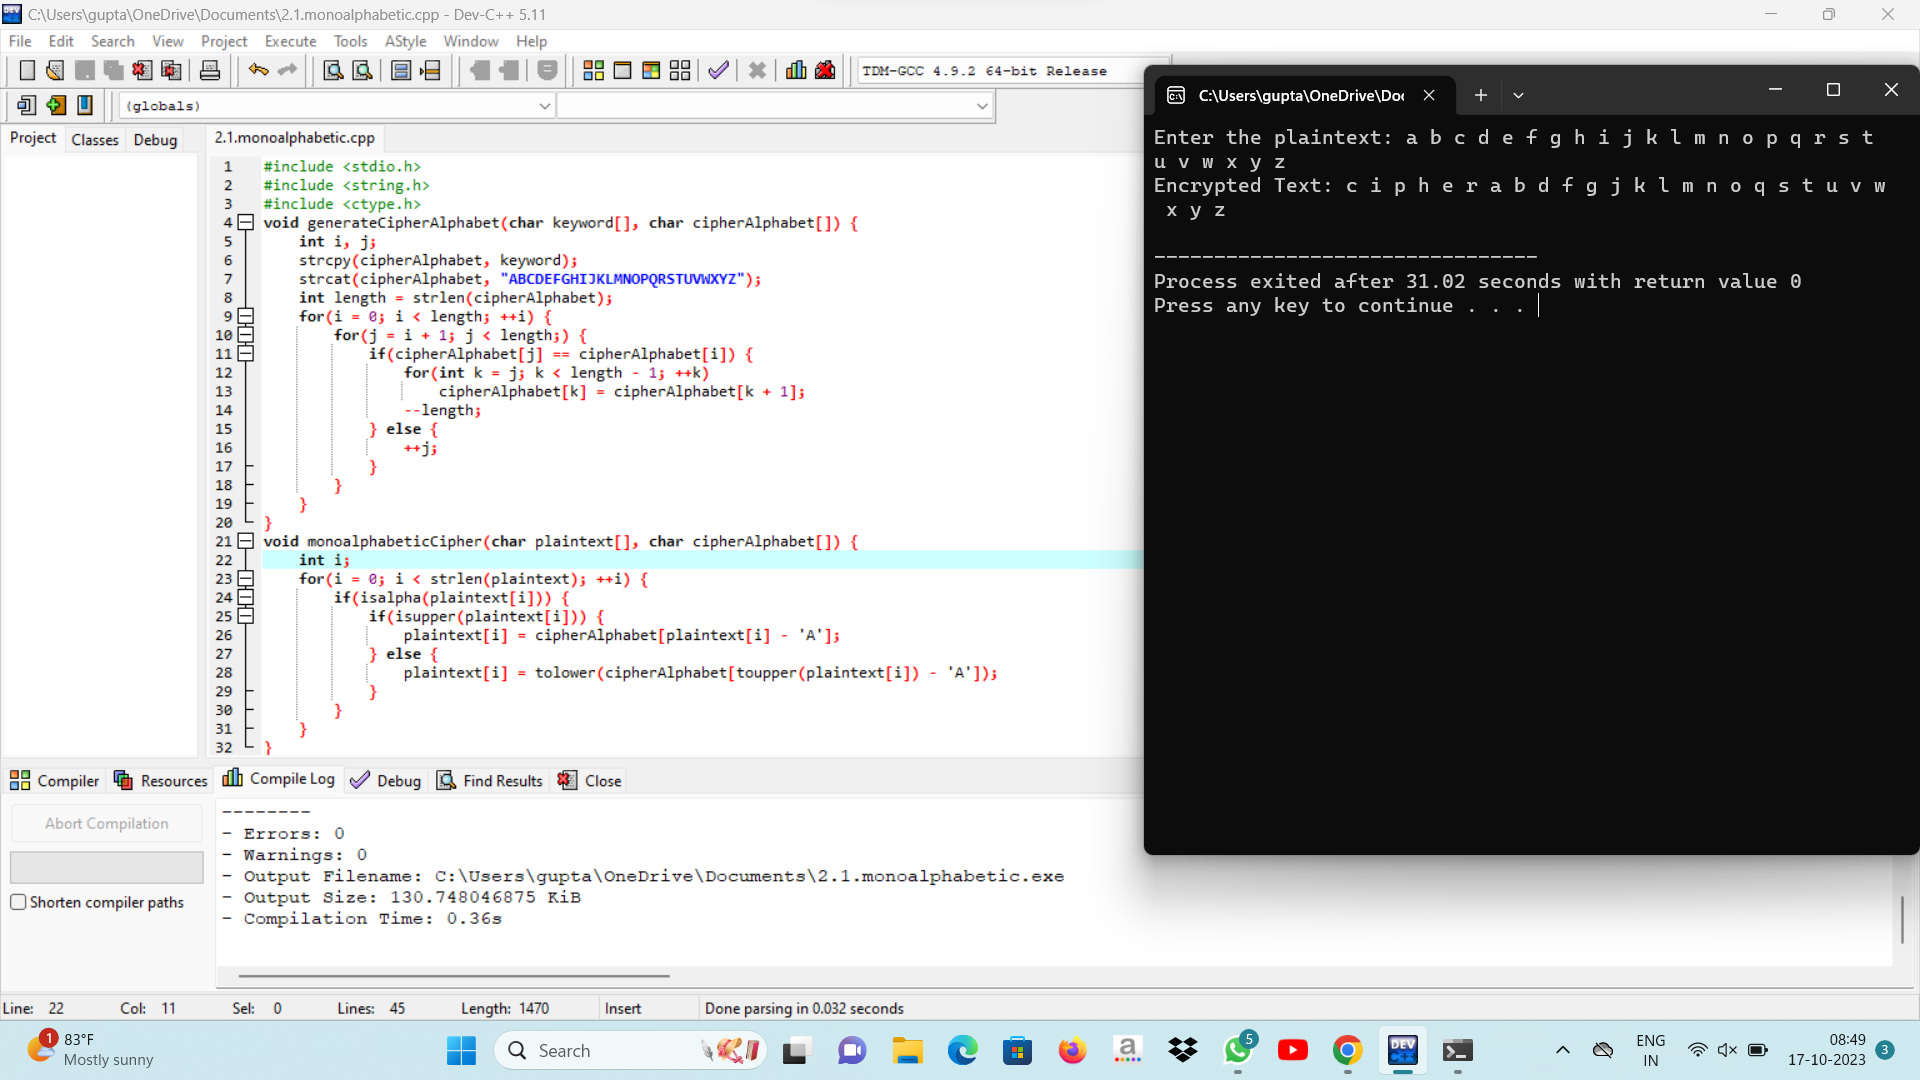 C:\Users\gupta\OneDrive\Documents\2.1.monoalphabetic.cpp - Dev-C++ 5.11
File Edit Search View Project Execute Tools AStyle Window Help
TDM-GCC 4.9.2 64-bit Release
(globals)
Project Classes Debug
2.1.monoalphabetic.cpp
1 #include <stdio.h>
2 #include <string.h>
3 #include <ctype.h>
4 void generateCipherAlphabet(char keyword[], char cipherAlphabet[]) {
5 int i, j;
6 strcpy(cipherAlphabet, keyword);
7 strcat(cipherAlphabet, "ABCDEFGHIJKLMNOPQRSTUVWXYZ");
8 int length = strlen(cipherAlphabet);
9 for(i = 0; i < length; ++i) {
10 for(j = i + 1; j < length;) {
11 if(cipherAlphabet[j] == cipherAlphabet[i]) {
12 for(int k = j; k < length - 1; ++k)
13 cipherAlphabet[k] = cipherAlphabet[k + 1];
14 --length;
15 } else {
16 ++j;
17 }
18 }
19 }
20 }
21 void monoalphabeticCipher(char plaintext[], char cipherAlphabet[]) {
22 int i;
23 for(i = 0; i < strlen(plaintext); ++i) {
24 if(isalpha(plaintext[i])) {
25 if(isupper(plaintext[i])) {
26 plaintext[i] = cipherAlphabet[plaintext[i] - 'A'];
27 } else {
28 plaintext[i] = tolower(cipherAlphabet[toupper(plaintext[i]) - 'A']);
29 }
30 }
31 }
32 }
C:\Users\gupta\OneDrive\Doc
Enter the plaintext: a b c d e f g h i j k l m n o p q r s t
u v w x y z
Encrypted Text: c i p h e r a b d f g j k l m n o q s t u v w
x y z
--------------------------------
Process exited after 31.02 seconds with return value 0
Press any key to continue . . .
Compiler Resources Compile Log Debug Find Results Close
Abort Compilation
Shorten compiler paths
--------
- Errors: 0
- Warnings: 0
- Output Filename: C:\Users\gupta\OneDrive\Documents\2.1.monoalphabetic.exe
- Output Size: 130.748046875 KiB
- Compilation Time: 0.36s
Line: 22 Col: 11 Sel: 0 Lines: 45 Length: 1470 Insert Done parsing in 0.032 seconds
1
83°F
Mostly sunny
Search
a
5
DEV
C++
ENG
IN
08:49
17-10-2023
3